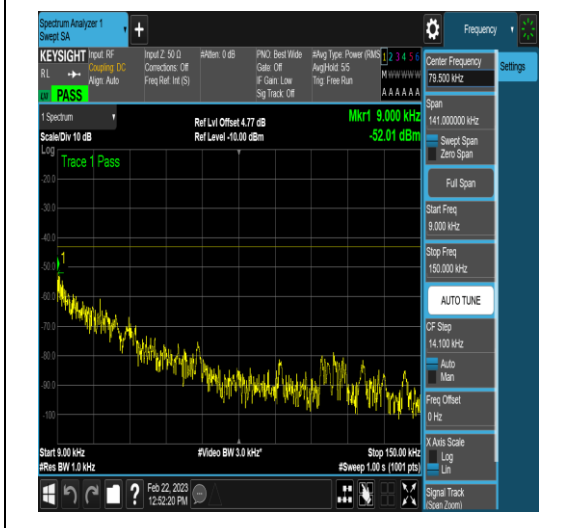 Spectrum Analyzer 1
Swept SA
Frequency
KEYSIGHT
Input: RF
Coupling: DC
Align: Auto
Input Z: 50 Ω
Corrections: Off
Freq Ref: Int (S)
#Atten: 0 dB
PNO: Best Wide
Gate: Off
IF Gain: Low
Sig Track: Off
#Avg Type: Power (RMS
Avg|Hold: 5/5
Trig: Free Run
1 2 3 4 5 6
M W W W W W
A A A A A A
RL
PASS
1 Spectrum
Scale/Div 10 dB
Ref Lvl Offset 4.77 dB
Ref Level -10.00 dBm
Mkr1 9.000 kHz
-52.01 dBm
Log
Trace 1 Pass
1
-20.0
-30.0
-40.0
-50.0
-60.0
-70.0
-80.0
-90.0
-100
Start 9.00 kHz
#Res BW 1.0 kHz
#Video BW 3.0 kHz*
Stop 150.00 kHz
#Sweep 1.00 s (1001 pts)
Feb 22, 2023
12:52:20 PM
Center Frequency
79.500 kHz
Settings
Span
141.000000 kHz
Swept Span
Zero Span
Full Span
Start Freq
9.000 kHz
Stop Freq
150.000 kHz
AUTO TUNE
CF Step
14.100 kHz
Auto
Man
Freq Offset
0 Hz
X Axis Scale
Log
Lin
Signal Track
(Span Zoom)